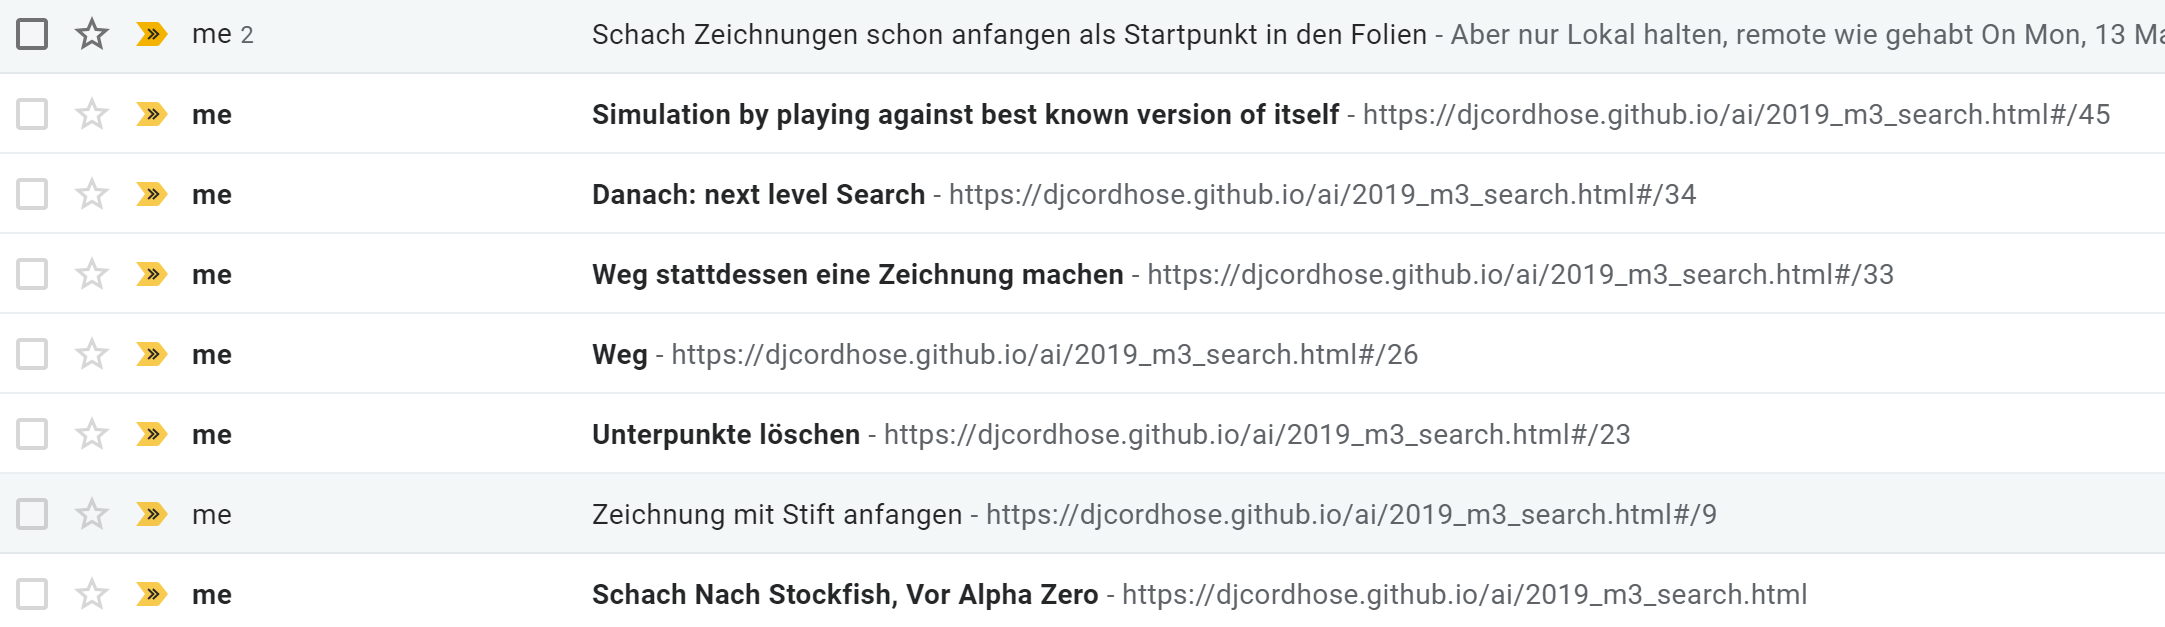 me 2 Schach Zeichnungen schon anfangen als Startpunkt in den Folien - Aber nur Lokal halten, remote wie gehabt On Mon, 13
me Simulation by playing against best known version of itself - https://djcordhose.github.io/ai/2019_m3_search.html#/45
me Danach: next level Search - https://djcordhose.github.io/ai/2019_m3_search.html#/34
me Weg stattdessen eine Zeichnung machen - https://djcordhose.github.io/ai/2019_m3_search.html#/33
me Weg - https://djcordhose.github.io/ai/2019_m3_search.html#/26
me Unterpunkte löschen - https://djcordhose.github.io/ai/2019_m3_search.html#/23
me Zeichnung mit Stift anfangen - https://djcordhose.github.io/ai/2019_m3_search.html#/9
me Schach Nach Stockfish, Vor Alpha Zero - https://djcordhose.github.io/ai/2019_m3_search.html